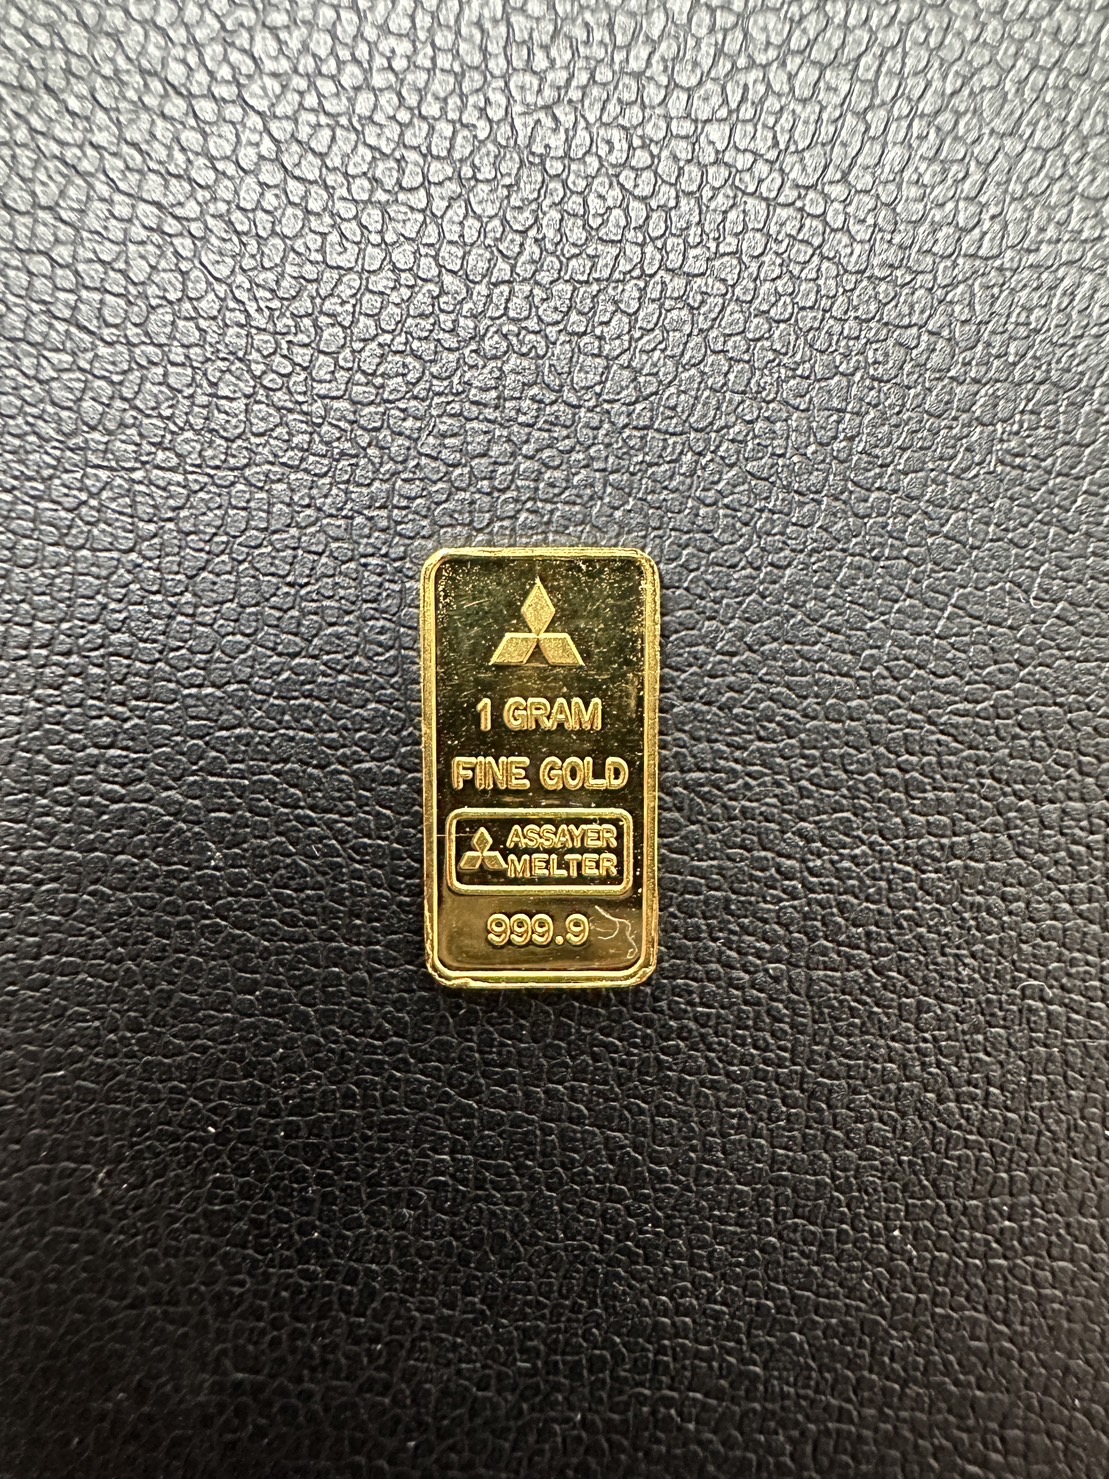 1 GRAM
FINE GOLD
ASSAYER
MELTER
999.9